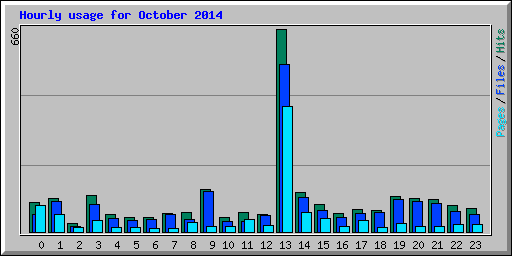 Hourly usage for October 2014
660
Pages / Files / Hits
0 1 2 3 4 5 6 7 8 9 10 11 12 13 14 15 16 17 18 19 20 21 22 23